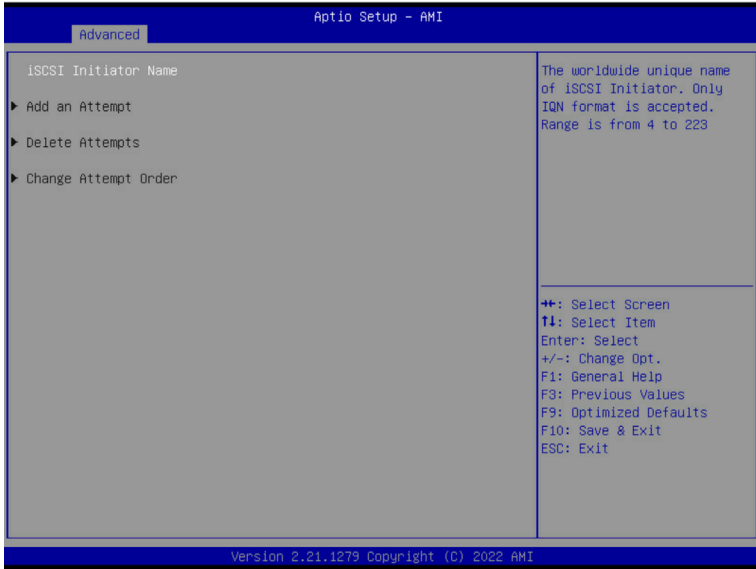 Aptio Setup – AMI
Advanced
iSCSI Initiator Name
Add an Attempt
Delete Attempts
Change Attempt Order
The worldwide unique name
of iSCSI Initiator. Only
IQN format is accepted.
Range is from 4 to 223
→←: Select Screen
↑↓: Select Item
Enter: Select
+/-: Change Opt.
F1: General Help
F3: Previous Values
F9: Optimized Defaults
F10: Save & Exit
ESC: Exit
Version 2.21.1279 Copyright (C) 2022 AMI